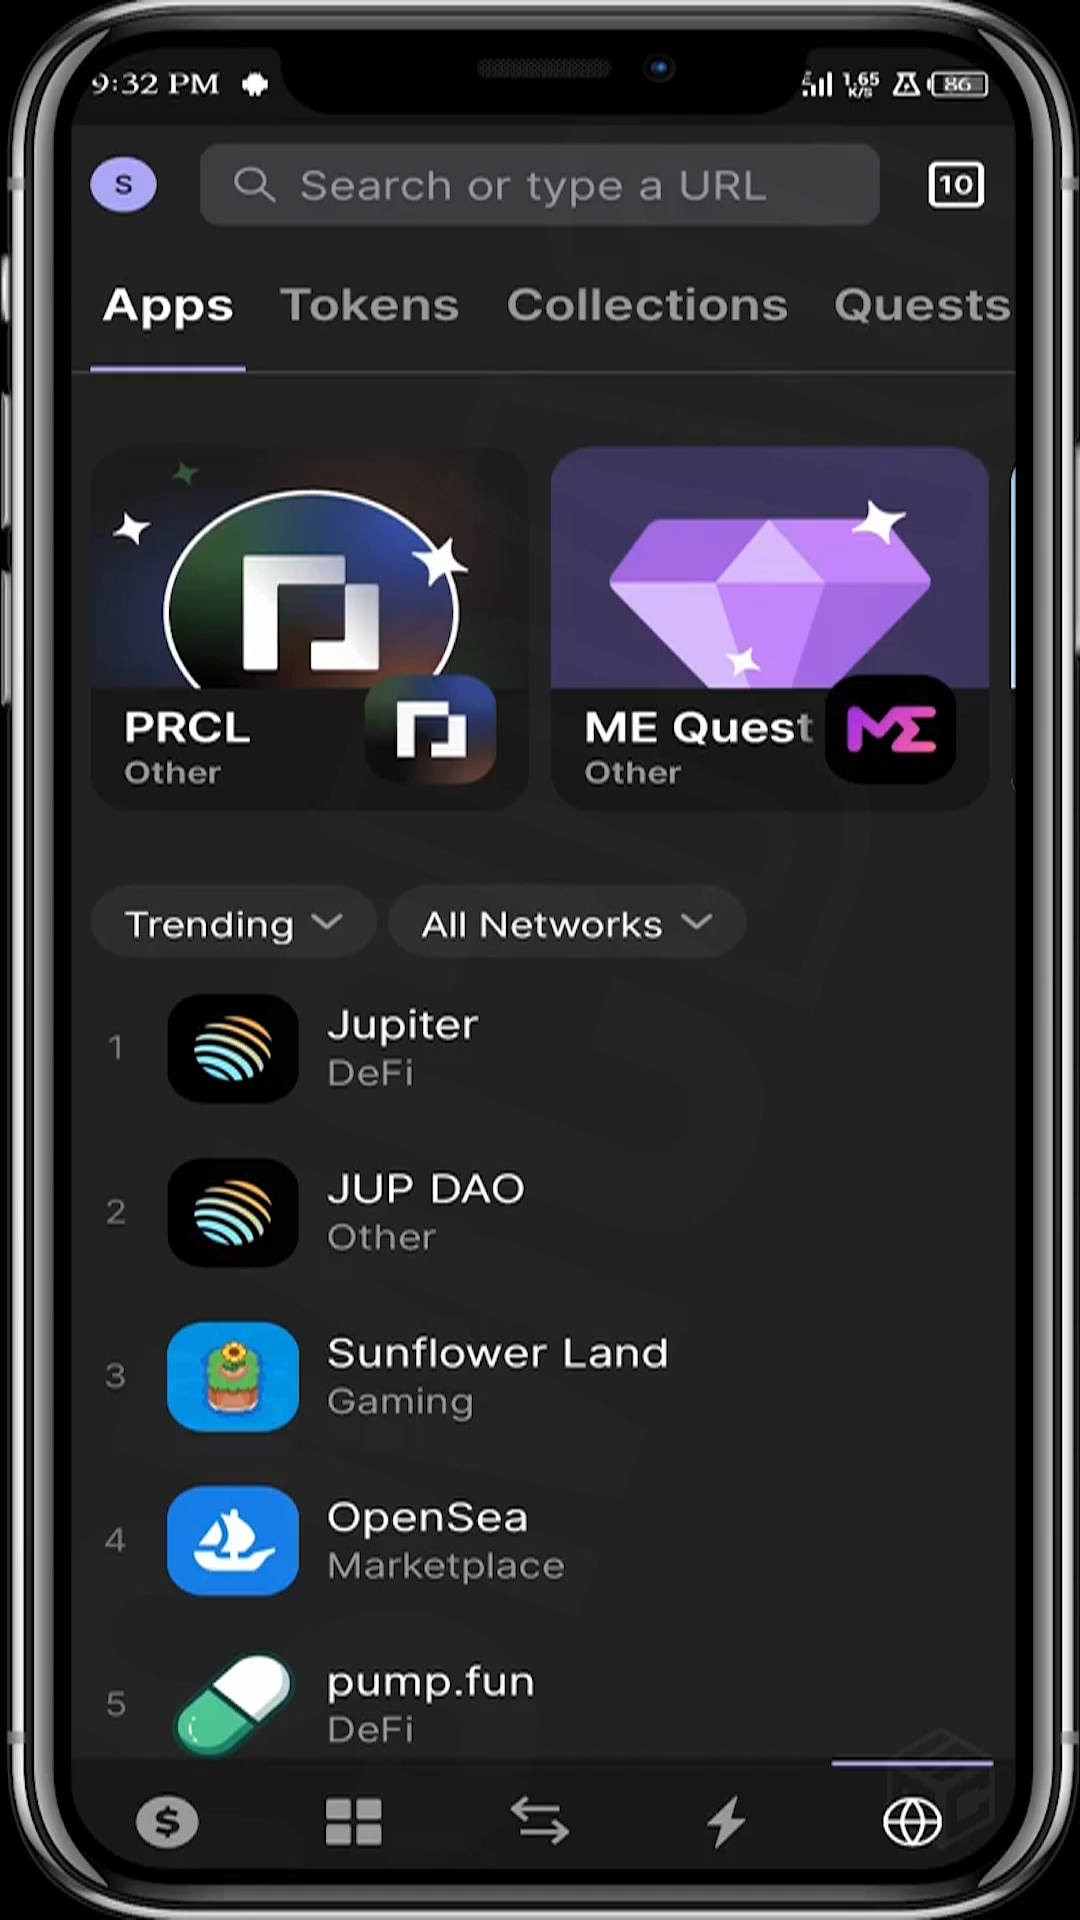 9:32 PM
1.65
K/S
86
S
Search or type a URL
10
Apps Tokens Collections Quests
PRCL
Other
ME Quest
Other
ME
Trending
All Networks
1
Jupiter
DeFi
2
JUP DAO
Other
3
Sunflower Land
Gaming
4
OpenSea
Marketplace
5
pump.fun
DeFi
$